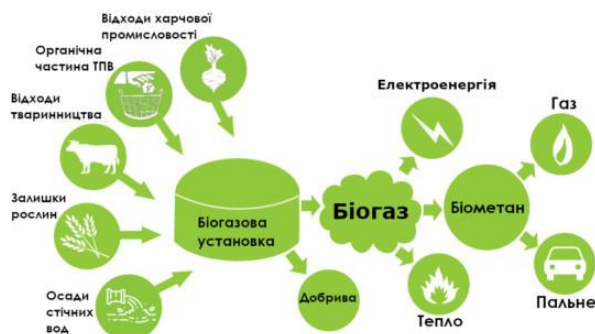 Відходи харчової
промисловості
Органічна
частина ТПВ
Відходи
тваринництва
Залишки
рослин
Осади
стічних
вод
Біогазова
установка
Добрива
Біогаз
Електроенергія
Тепло
Біометан
Газ
Пальне